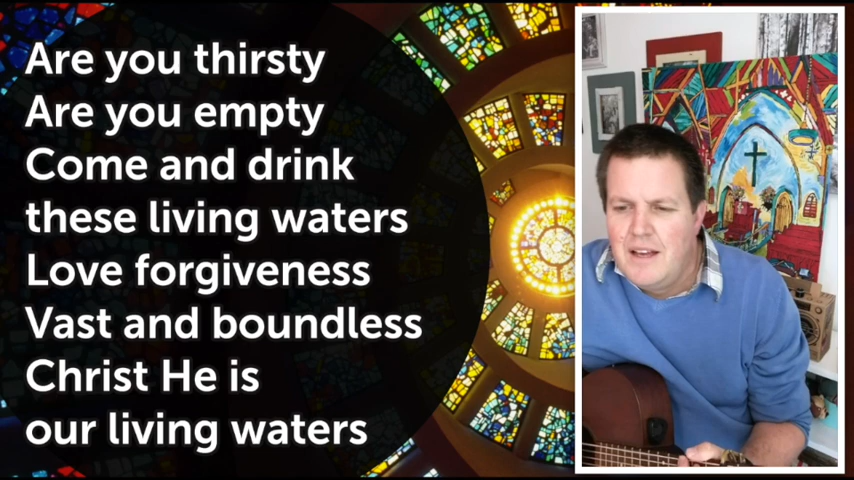 Are you thirsty
Are you empty
Come and drink
these living waters
Love forgiveness
Vast and boundless
Christ He is
our living waters